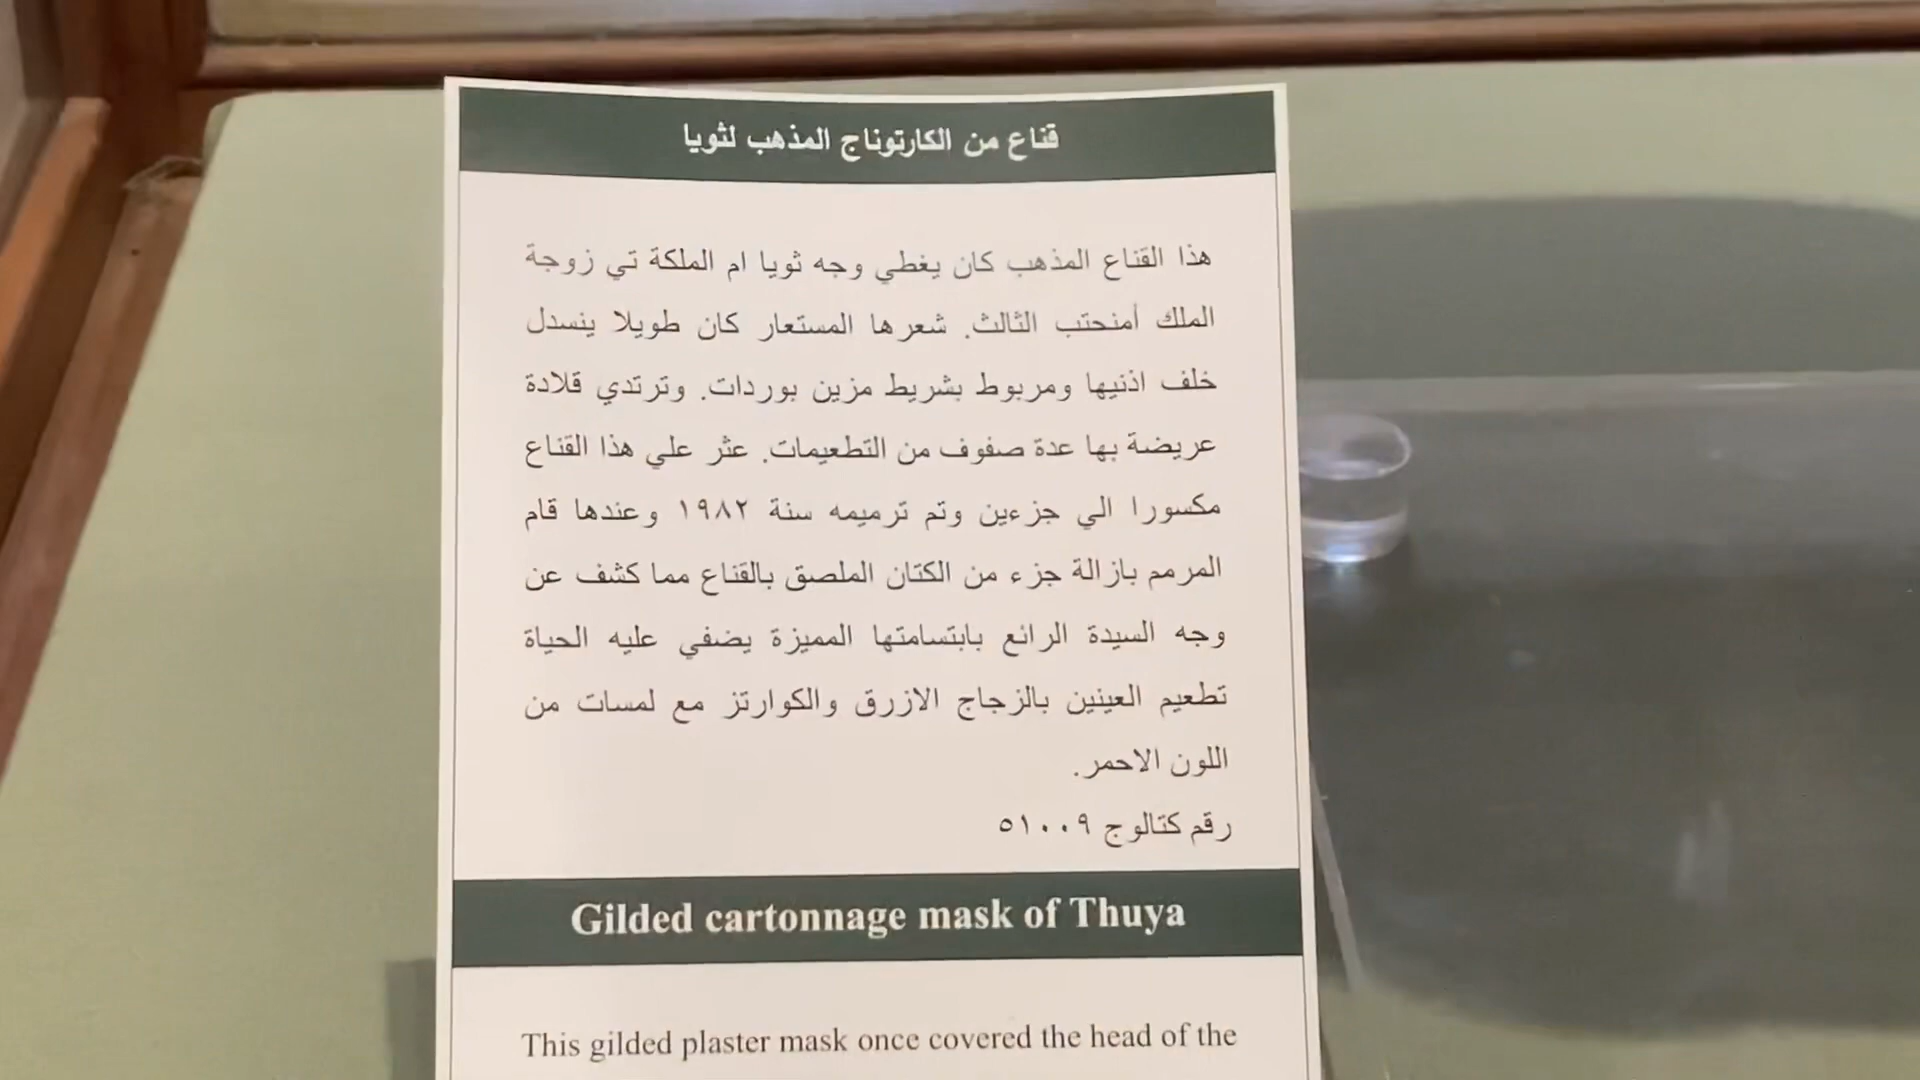 قناع من الكارتوناج المذهب لثويا
هذا القناع المذهب كان يغطي وجه ثويا ام الملكة تي زوجة
الملك أمنحتب الثالث. شعرها المستعار كان طويلا ينسدل
خلف اذنيها ومربوط بشريط مزين بوردات. وترتدي قلادة
عريضة بها عدة صفوف من التطعيمات. عثر علي هذا القناع
مكسورا الي جزءين وتم ترميمه سنة ١٩٨٢ وعندها قام
المرمم بازالة جزء من الكتان الملصق بالقناع مما كشف عن
وجه السيدة الرائع بابتسامتها المميزة يضفي عليه الحياة
تطعيم العينين بالزجاج الازرق والكوارتز مع لمسات من
اللون الاحمر.
رقم كتالوج ٥١٠٠٩
Gilded cartonnage mask of Thuya
This gilded plaster mask once covered the head of the